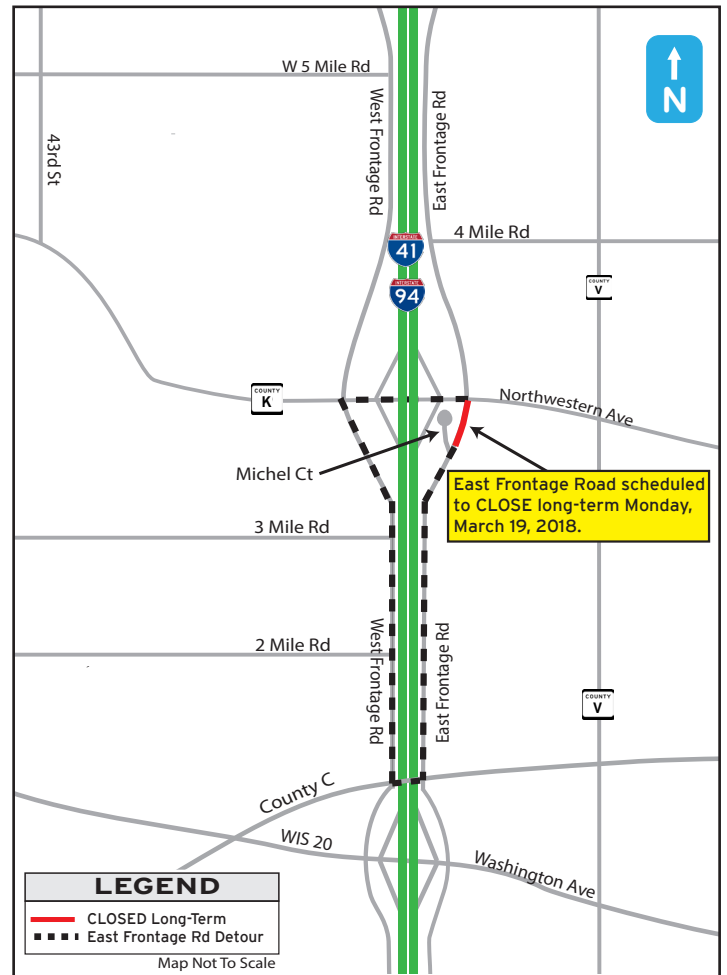 W 5 Mile Rd
N
43rd St
West Frontage Rd
East Frontage Rd
4 Mile Rd
INTERSTATE
41
INTERSTATE
94
COUNTY
V
COUNTY
K
Northwestern Ave
Michel Ct
East Frontage Road scheduled
to CLOSE long-term Monday,
March 19, 2018.
3 Mile Rd
2 Mile Rd
West Frontage Rd
East Frontage Rd
COUNTY
V
County C
WIS 20
Washington Ave
LEGEND
CLOSED Long-Term
East Frontage Rd Detour
Map Not To Scale